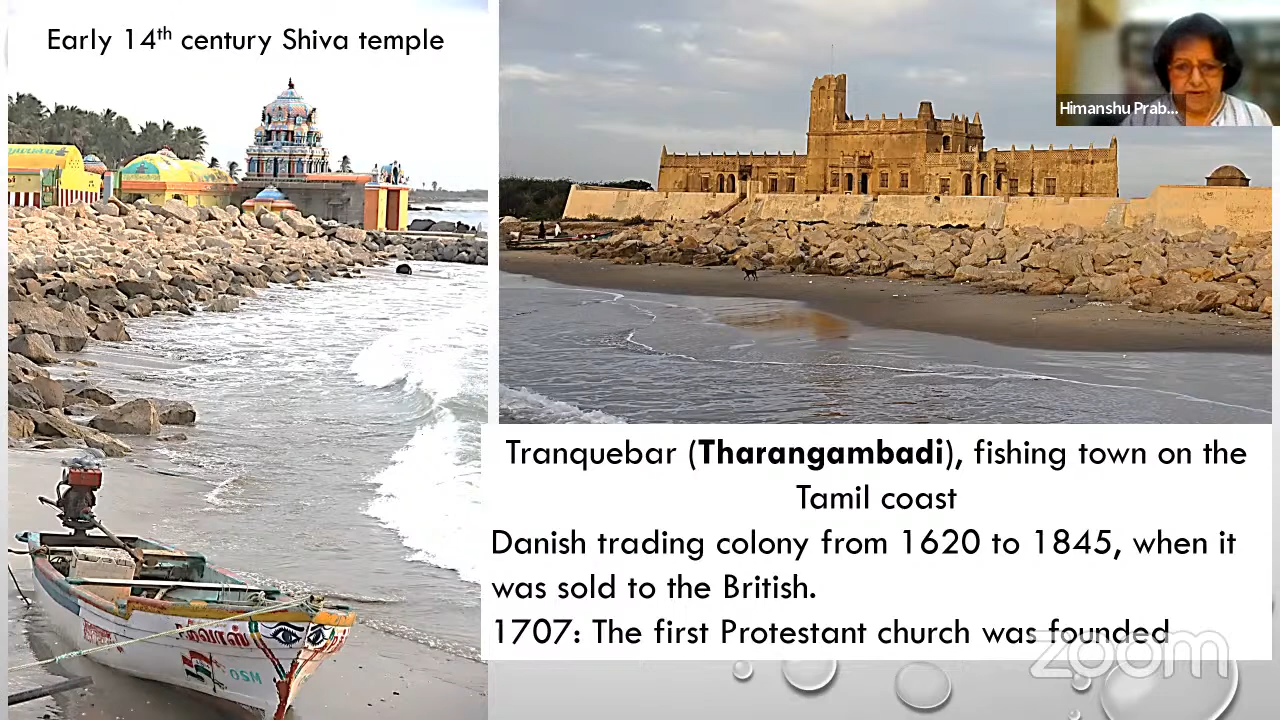 Early 14th century Shiva temple
Himanshu Prab...
Tranquebar (Tharangambadi), fishing town on the
Tamil coast
Danish trading colony from 1620 to 1845, when it
was sold to the British.
1707: The first Protestant church was founded
zoom
OSM